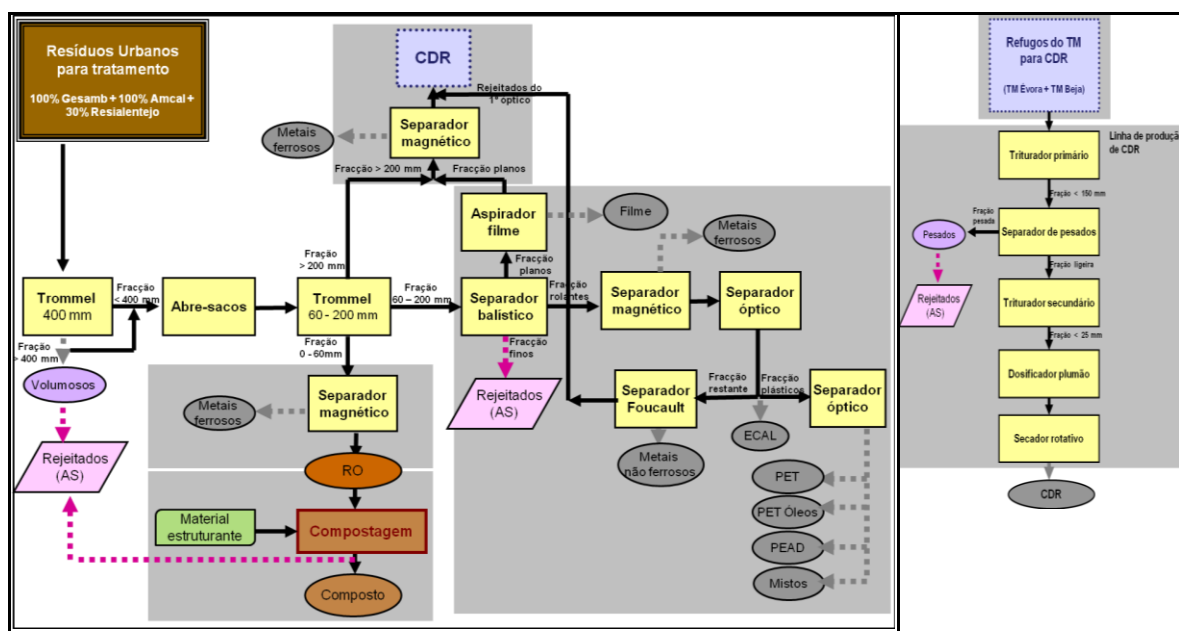 Resíduos Urbanos
para tratamento
100% Gesamb + 100% Amcal +
30% Resialentejo
CDR
Rejeitados do
1º óptico
Separador
magnético
Metais
ferrosos
Fracção > 200 mm
Fracção planos
Aspirador
filme
Filme
Metais
ferrosos
Fração
> 200 mm
Fracção
planos
Trommel
400 mm
Fracção
< 400 mm
Abre-sacos
Trommel
60 - 200 mm
Fração
60 – 200 mm
Separador
balistico
Fracção
rolantes
Separador
magnético
Separador
óptico
Fração
> 400 mm
Fração
0 - 60mm
Fracção
finos
Volumosos
Rejeitados
(AS)
Metais
ferrosos
Separador
magnético
Rejeitados
(AS)
Separador
Foucault
Fracção
restante
Fracção
plásticos
Separador
óptico
ECAL
Metais
não ferrosos
RO
Material
estruturante
Compostagem
Composto
PET
PET Óleos
PEAD
Mistos
Refugos do TM
para CDR
(TM Évora + TM Beja)
Linha de produção
de CDR
Triturador primário
Fração < 150 mm
Fração
pesada
Pesados
Separador de pesados
Fração ligeira
Rejeitados
(AS)
Triturador secundário
Fração < 25 mm
Dosificador plumão
Secador rotativo
CDR